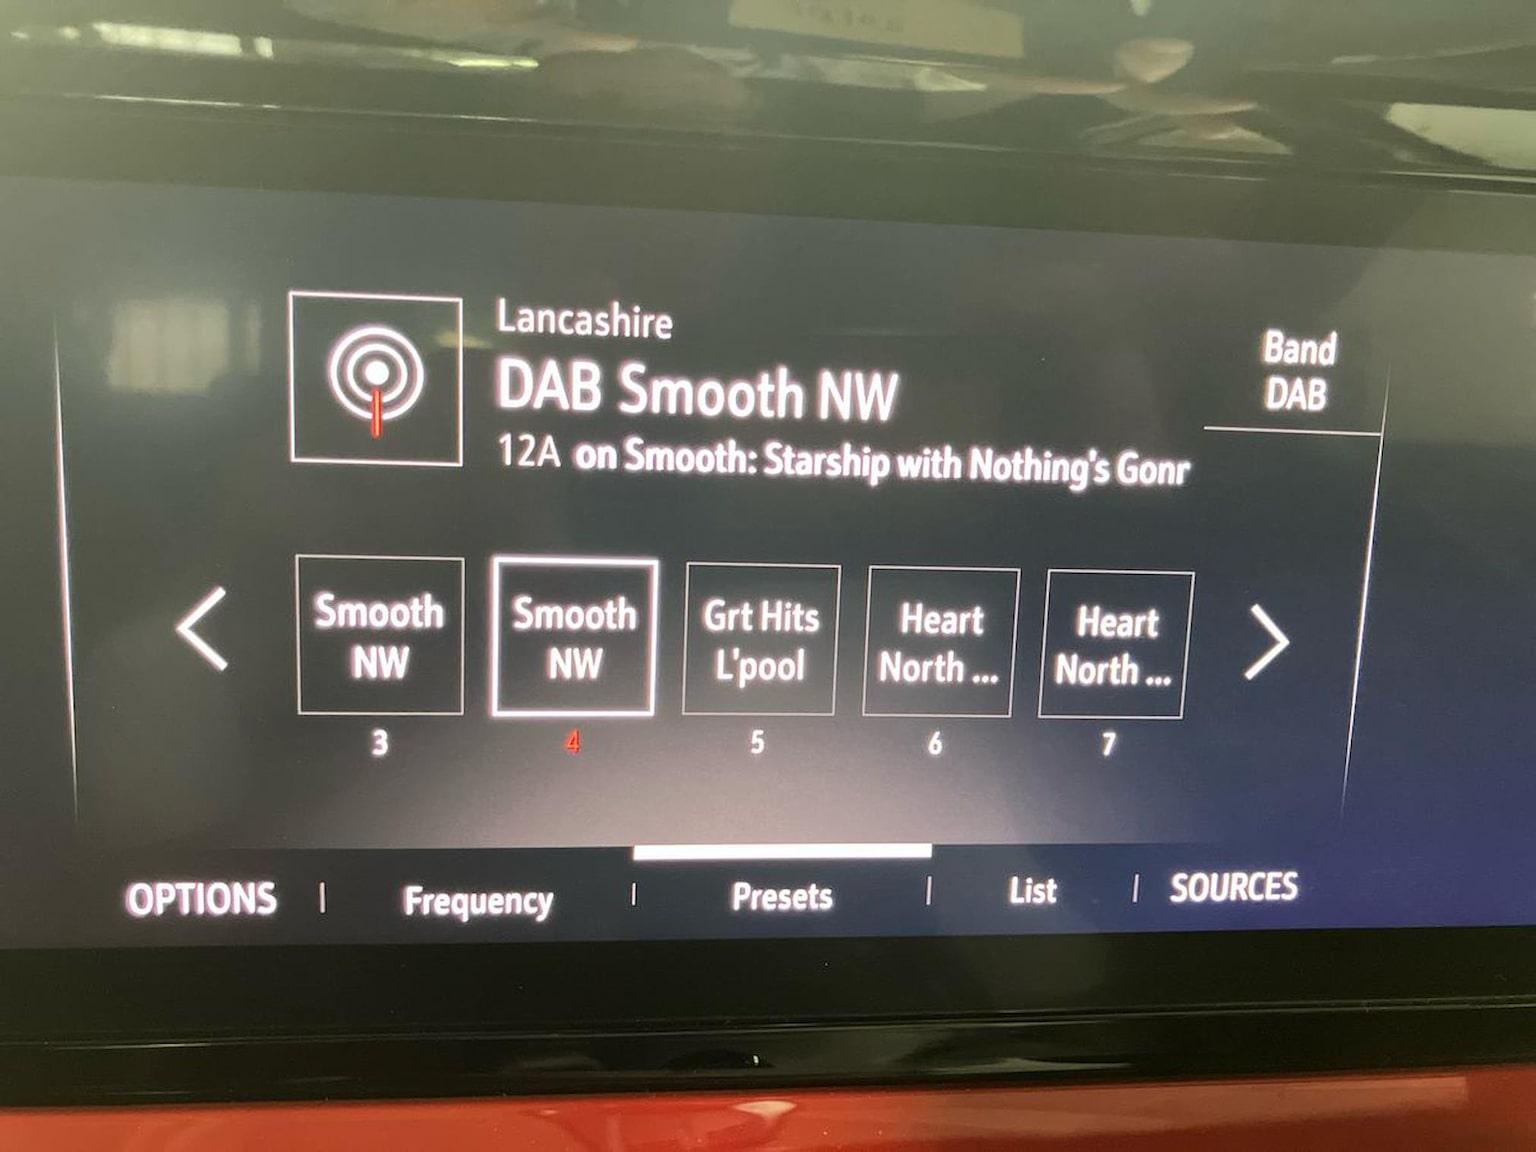 Lancashire
DAB Smooth NW
12A on Smooth: Starship with Nothing's Gonr
Band
DAB
Smooth
NW
Smooth
NW
Grt Hits
L'pool
Heart
North ...
Heart
North ...
3
4
5
6
7
OPTIONS
Frequency
Presets
List
SOURCES